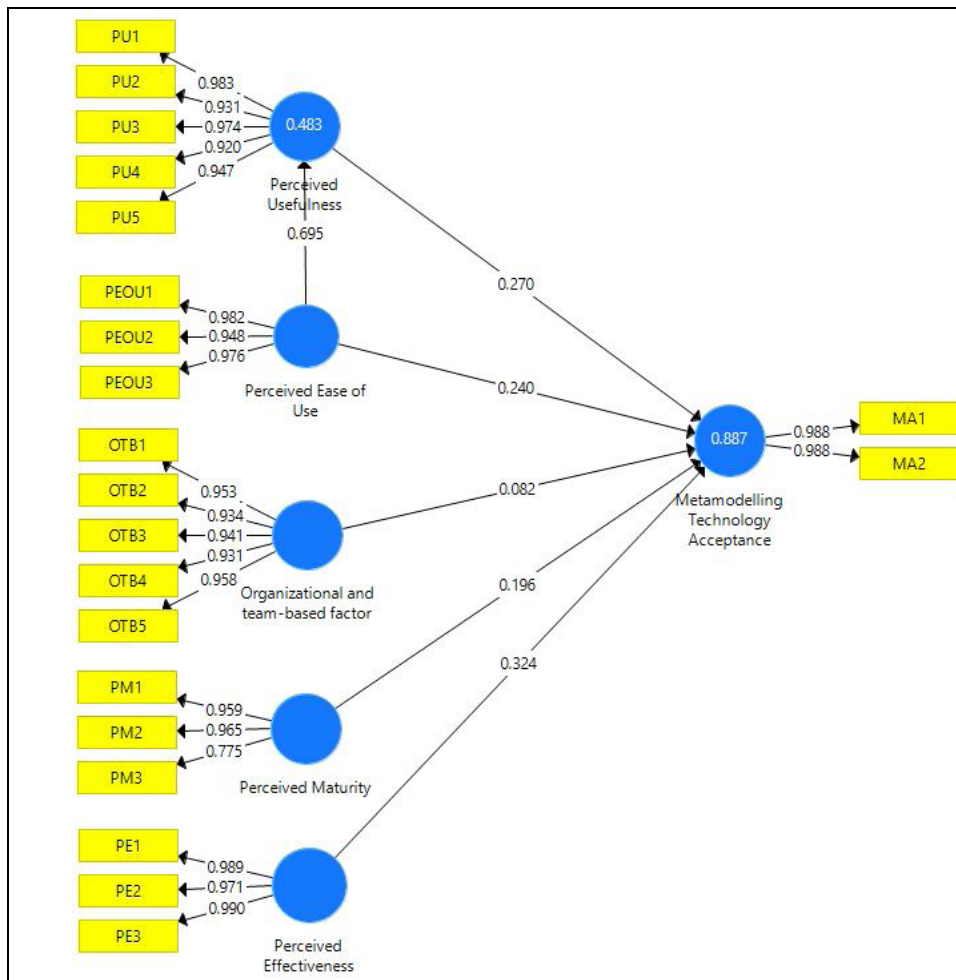 PU1
PU2
PU3
PU4
PU5
0.983
0.931
0.974
0.920
0.947
0.483
Perceived
Usefulness
0.695
0.270
PEOU1
PEOU2
PEOU3
0.982
0.948
0.976
Perceived Ease of
Use
0.240
OTB1
OTB2
OTB3
OTB4
OTB5
0.953
0.934
0.941
0.931
0.958
Organizational and
team-based factor
0.082
PM1
PM2
PM3
0.959
0.965
0.775
Perceived Maturity
0.196
PE1
PE2
PE3
0.989
0.971
0.990
Perceived
Effectiveness
0.324
0.887
Metamodelling
Technology
Acceptance
0.988
0.988
MA1
MA2